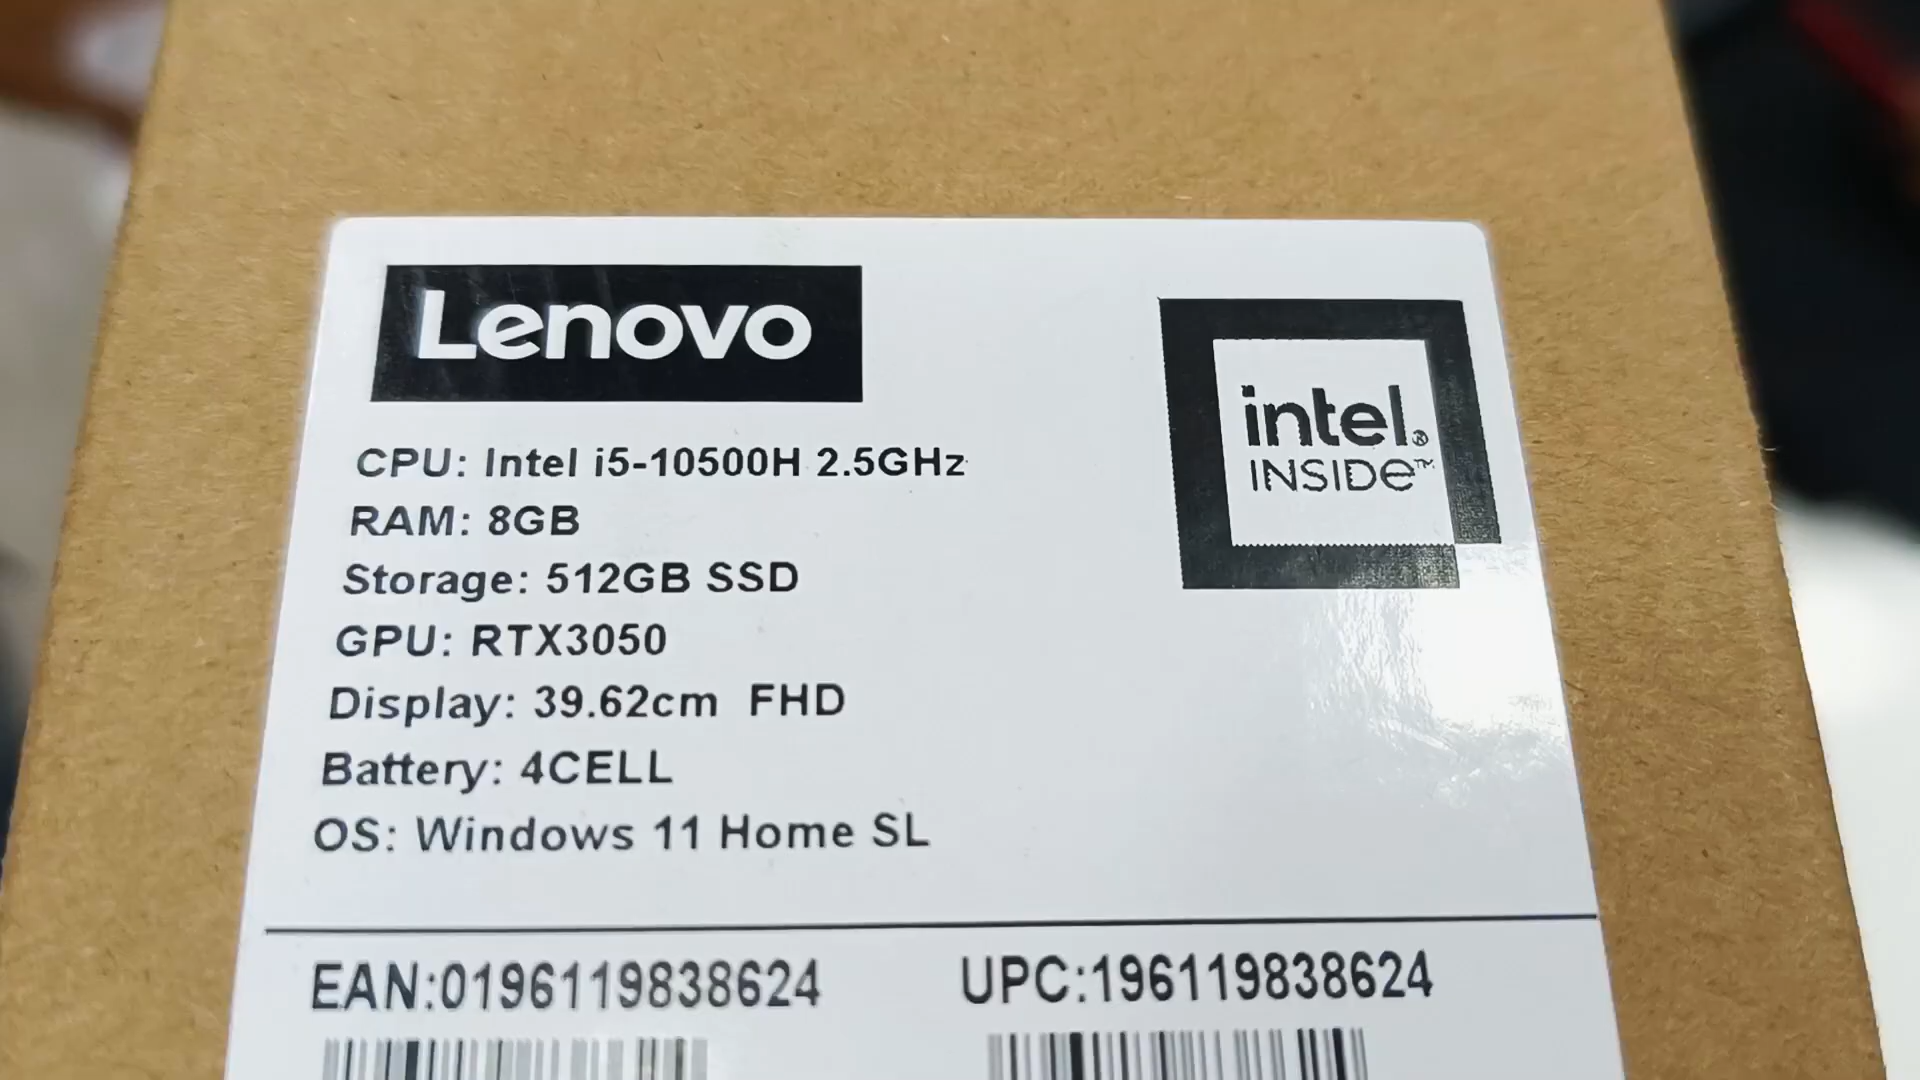 Lenovo
intel®
INSIDE™
CPU: Intel i5-10500H 2.5GHz
RAM: 8GB
Storage: 512GB SSD
GPU: RTX3050
Display: 39.62cm FHD
Battery: 4CELL
OS: Windows 11 Home SL
EAN:0196119838624
UPC:196119838624